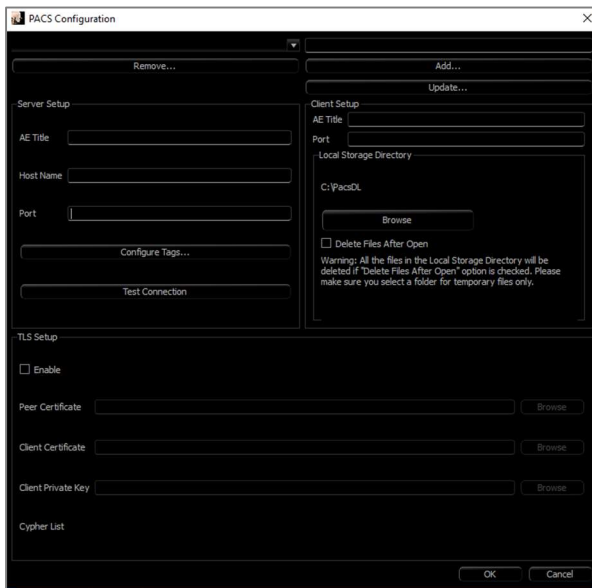 PACS Configuration
Remove...
Add...
Update...
Server Setup
AE Title
Host Name
Port
Configure Tags...
Test Connection
Client Setup
AE Title
Port
Local Storage Directory
C:\PacsDL
Browse
Delete Files After Open
Warning: All the files in the Local Storage Directory will be
deleted if "Delete Files After Open" option is checked. Please
make sure you select a folder for temporary files only.
TLS Setup
Enable
Peer Certificate
Browse
Client Certificate
Browse
Client Private Key
Browse
Cypher List
OK
Cancel